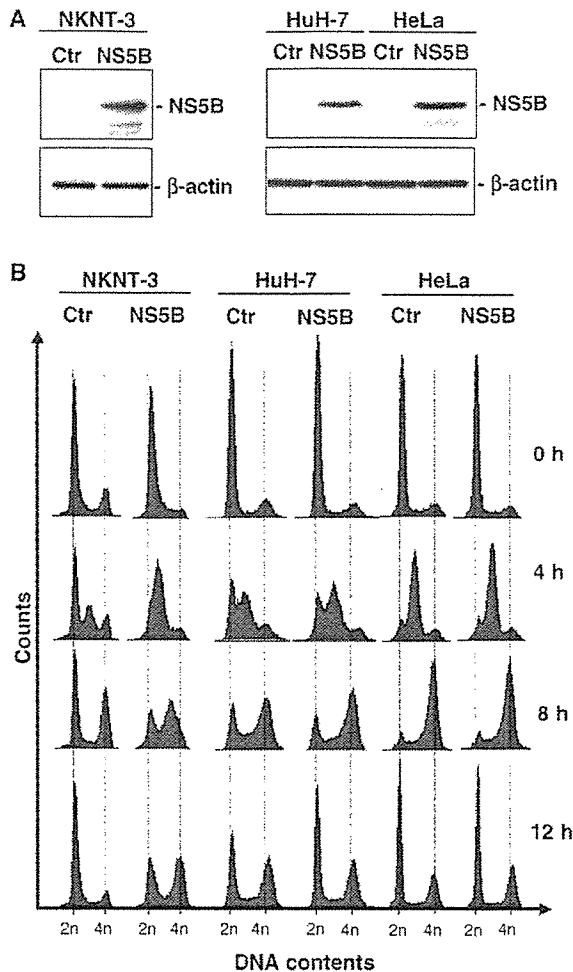 A
NKNT-3
HuH-7 HeLa
Ctr NS5B
Ctr NS5B Ctr NS5B
- NS5B
- NS5B
- β-actin
- β-actin
B
NKNT-3 HuH-7 HeLa
Ctr NS5B Ctr NS5B Ctr NS5B
0 h
4 h
8 h
12 h
Counts
2n 4n 2n 4n 2n 4n 2n 4n 2n 4n 2n 4n
DNA contents